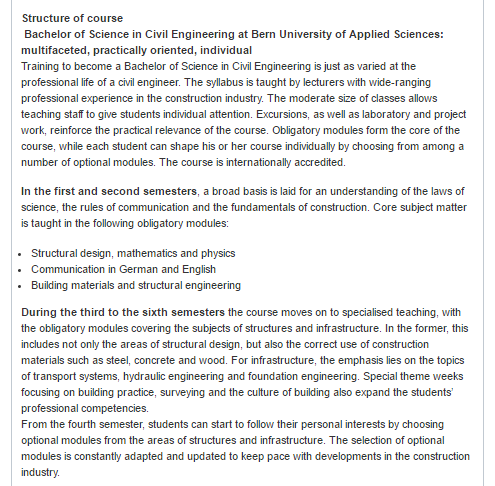 Structure of course
Bachelor of Science in Civil Engineering at Bern University of Applied Sciences:
multifaceted, practically oriented, individual
Training to become a Bachelor of Science in Civil Engineering is just as varied at the
professional life of a civil engineer. The syllabus is taught by lecturers with wide-ranging
professional experience in the construction industry. The moderate size of classes allows
teaching staff to give students individual attention. Excursions, as well as laboratory and project
work, reinforce the practical relevance of the course. Obligatory modules form the core of the
course, while each student can shape his or her course individually by choosing from among a
number of optional modules. The course is internationally accredited.
In the first and second semesters, a broad basis is laid for an understanding of the laws of
science, the rules of communication and the fundamentals of construction. Core subject matter
is taught in the following obligatory modules:
• Structural design, mathematics and physics
• Communication in German and English
• Building materials and structural engineering
During the third to the sixth semesters the course moves on to specialised teaching, with
the obligatory modules covering the subjects of structures and infrastructure. In the former, this
includes not only the areas of structural design, but also the correct use of construction
materials such as steel, concrete and wood. For infrastructure, the emphasis lies on the topics
of transport systems, hydraulic engineering and foundation engineering. Special theme weeks
focusing on building practice, surveying and the culture of building also expand the students'
professional competencies.
From the fourth semester, students can start to follow their personal interests by choosing
optional modules from the areas of structures and infrastructure. The selection of optional
modules is constantly adapted and updated to keep pace with developments in the construction
industry.